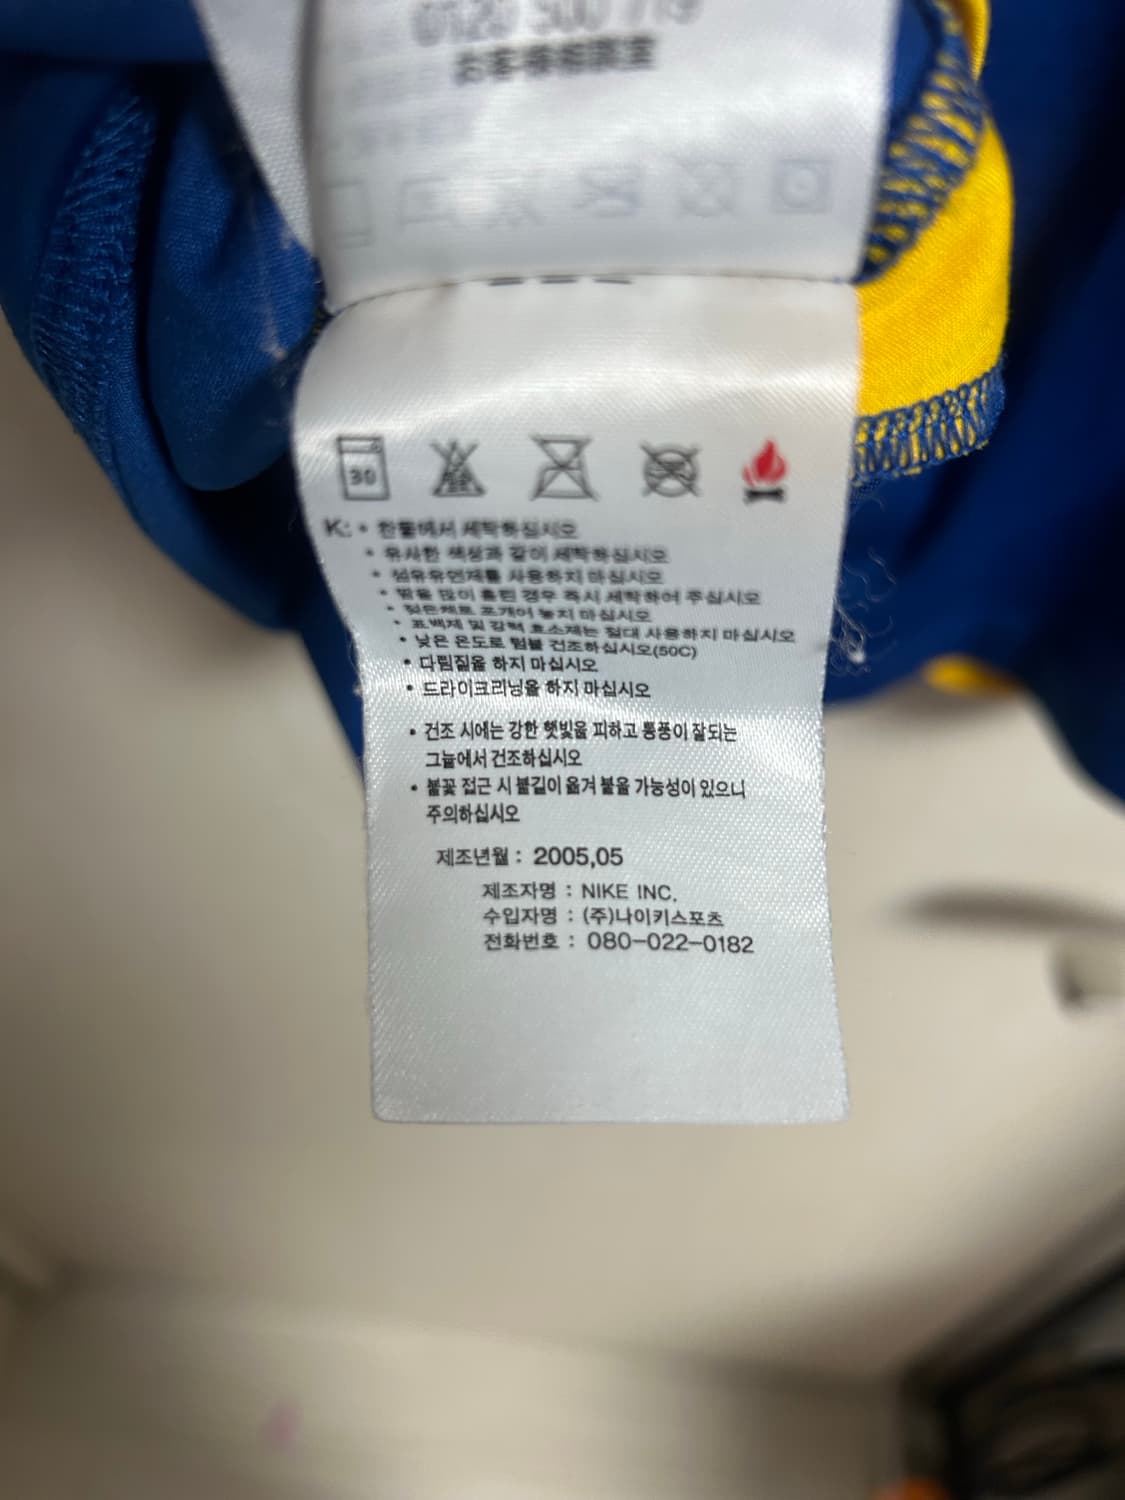 0120 500 719
お客様相談室
30
K: • 찬물에서 세탁하십시오
• 유사한 색상과 같이 세탁하십시오
• 섬유유연제를 사용하지 마십시오
• 땀을 많이 흘린 경우 즉시 세탁하여 주십시오
• 젖은채로 포개어 놓지 마십시오
• 표백제 및 강력 효소제는 절대 사용하지 마십시오
• 낮은 온도로 텀블 건조하십시오(50C)
• 다림질을 하지 마십시오
• 드라이크리닝을 하지 마십시오
• 건조 시에는 강한 햇빛을 피하고 통풍이 잘되는
그늘에서 건조하십시오
• 불꽃 접근 시 불길이 옮겨 붙을 가능성이 있으니
주의하십시오
제조년월 : 2005,05
제조자명 : NIKE INC.
수입자명 : (주)나이키스포츠
전화번호 : 080-022-0182